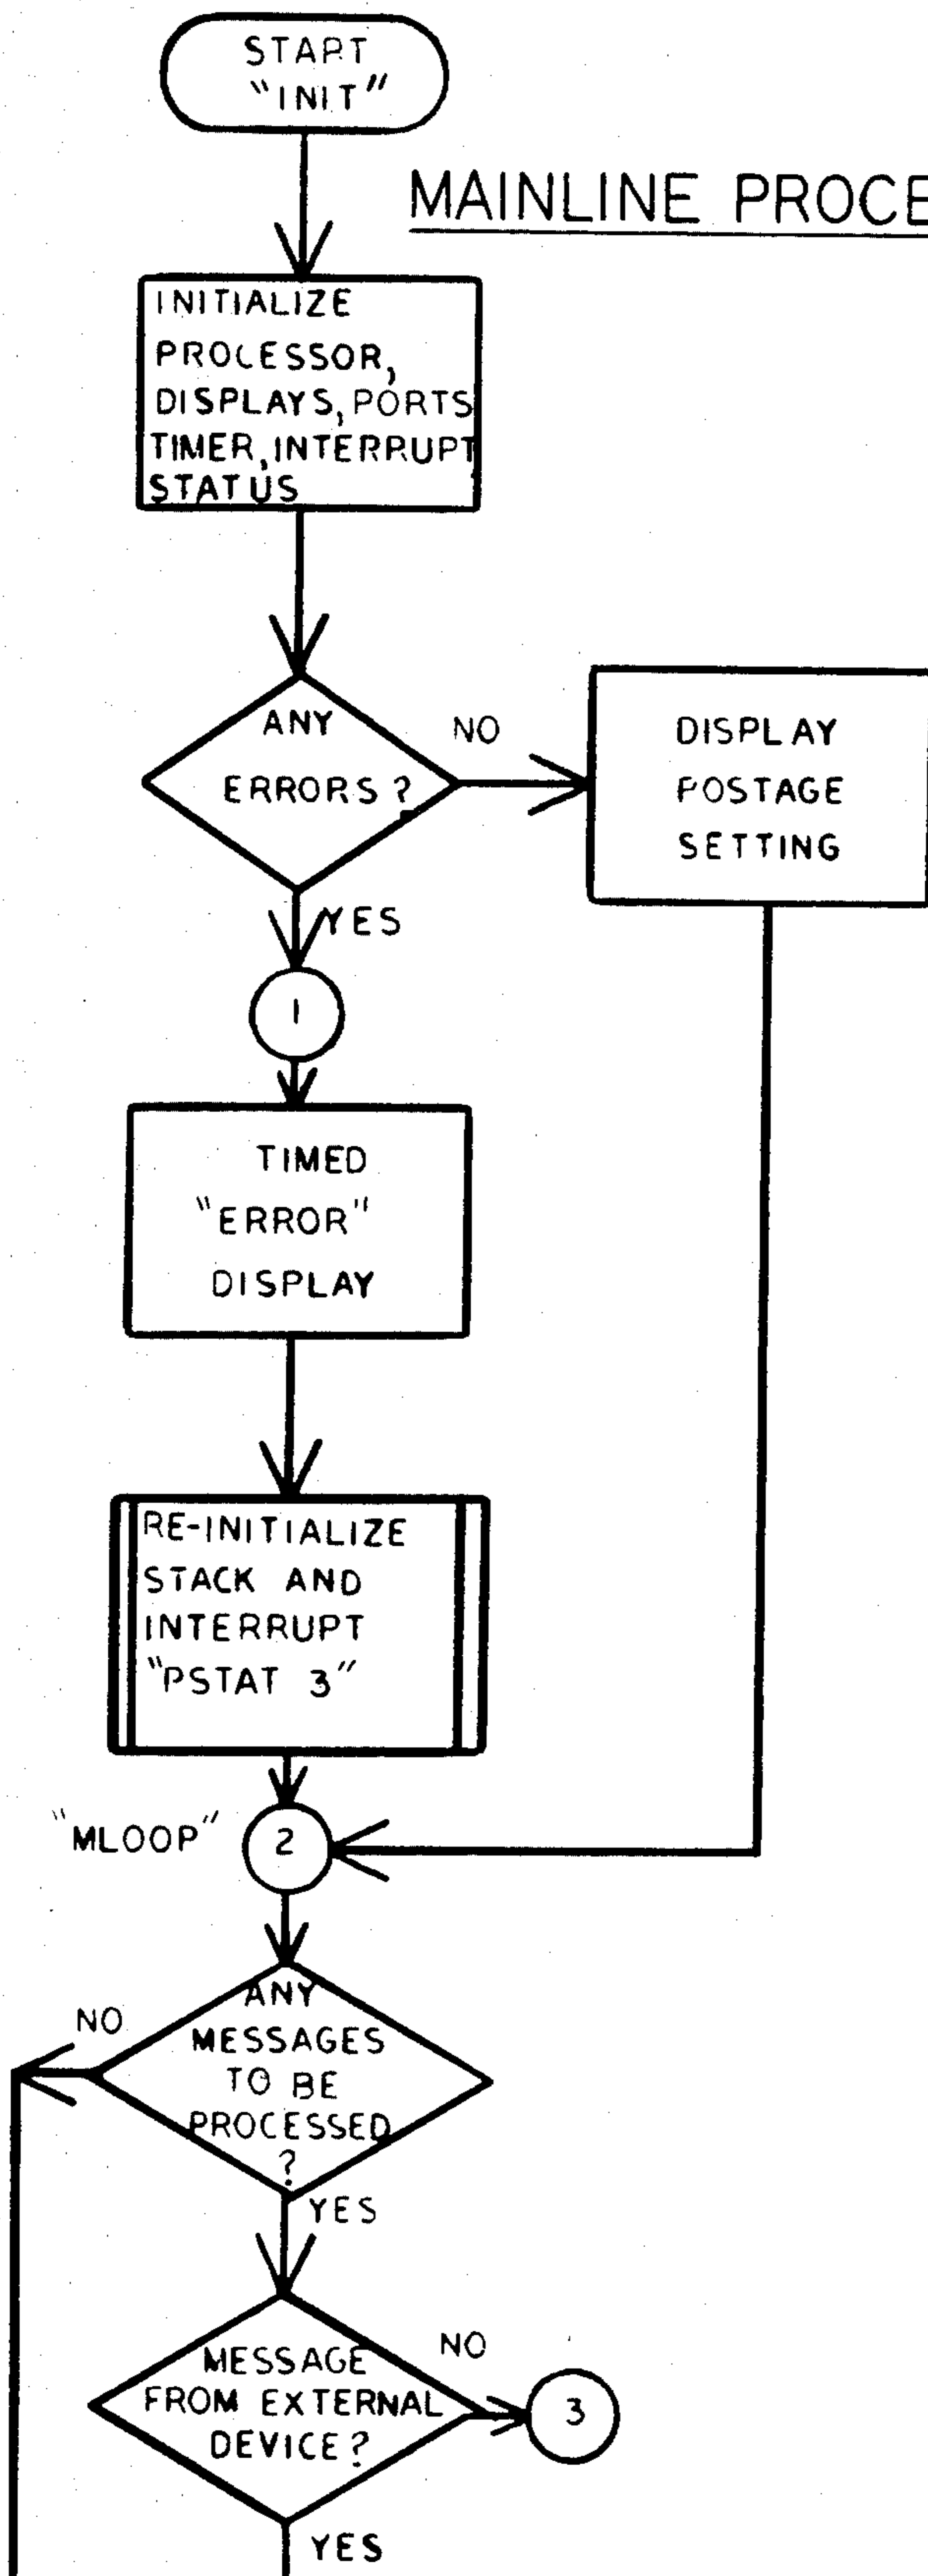 START
"INIT"
MAINLINE PROCE
INITIALIZE
PROCESSOR,
DISPLAYS, PORTS
TIMER, INTERRUPT
STATUS
ANY
ERRORS?
NO
DISPLAY
POSTAGE
SETTING
YES
1
TIMED
"ERROR"
DISPLAY
RE-INITIALIZE
STACK AND
INTERRUPT
"PSTAT 3"
"MLOOP"
2
NO
ANY
MESSAGES
TO BE
PROCESSED
?
YES
MESSAGE
FROM EXTERNAL
DEVICE?
NO
3
YES